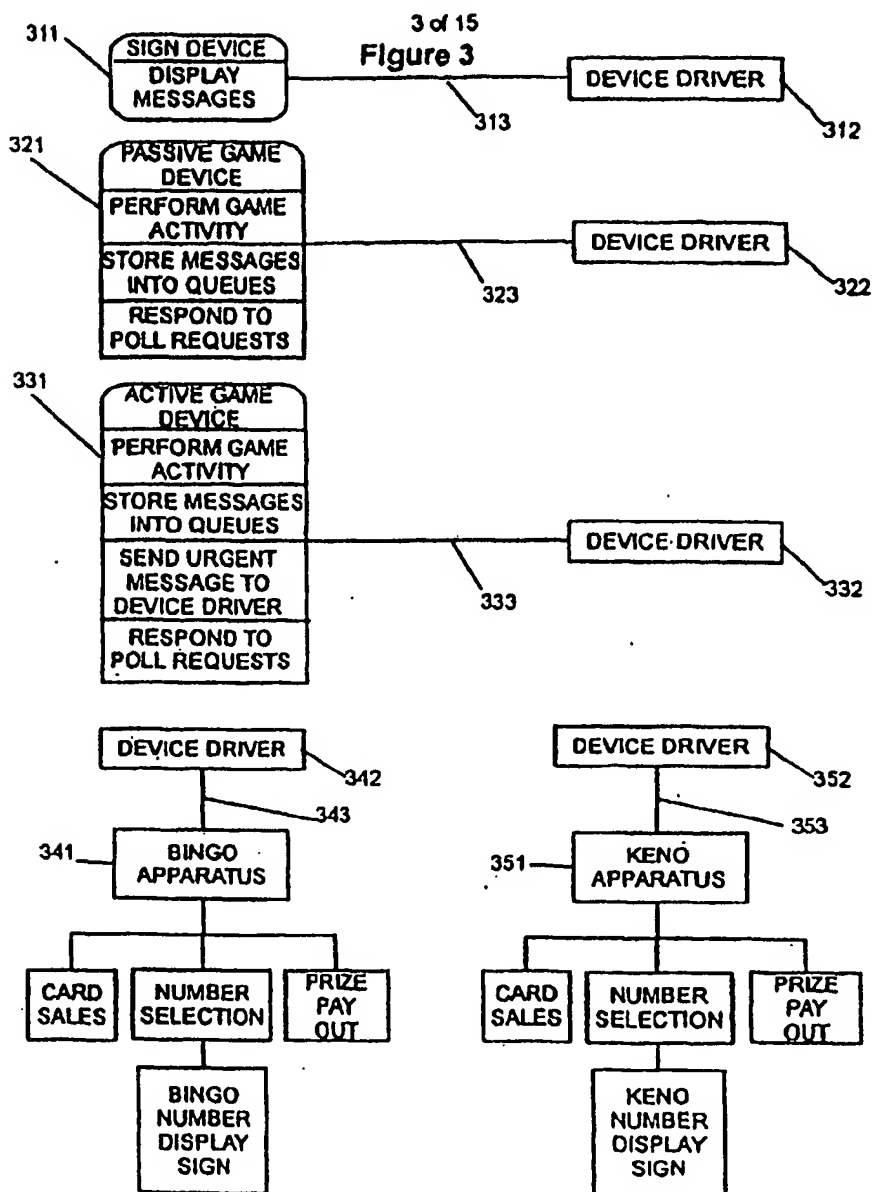 3 of 15
Figure 3
311
SIGN DEVICE
DISPLAY
MESSAGES
313
DEVICE DRIVER
312
321
PASSIVE GAME
DEVICE
PERFORM GAME
ACTIVITY
STORE MESSAGES
INTO QUEUES
RESPOND TO
POLL REQUESTS
323
DEVICE DRIVER
322
331
ACTIVE GAME
DEVICE
PERFORM GAME
ACTIVITY
STORE MESSAGES
INTO QUEUES
SEND URGENT
MESSAGE TO
DEVICE DRIVER
RESPOND TO
POLL REQUESTS
333
DEVICE DRIVER
332
DEVICE DRIVER
342
343
341
BINGO
APPARATUS
CARD
SALES
NUMBER
SELECTION
PRIZE
PAY
OUT
BINGO
NUMBER
DISPLAY
SIGN
DEVICE DRIVER
352
353
351
KENO
APPARATUS
CARD
SALES
NUMBER
SELECTION
PRIZE
PAY
OUT
KENO
NUMBER
DISPLAY
SIGN